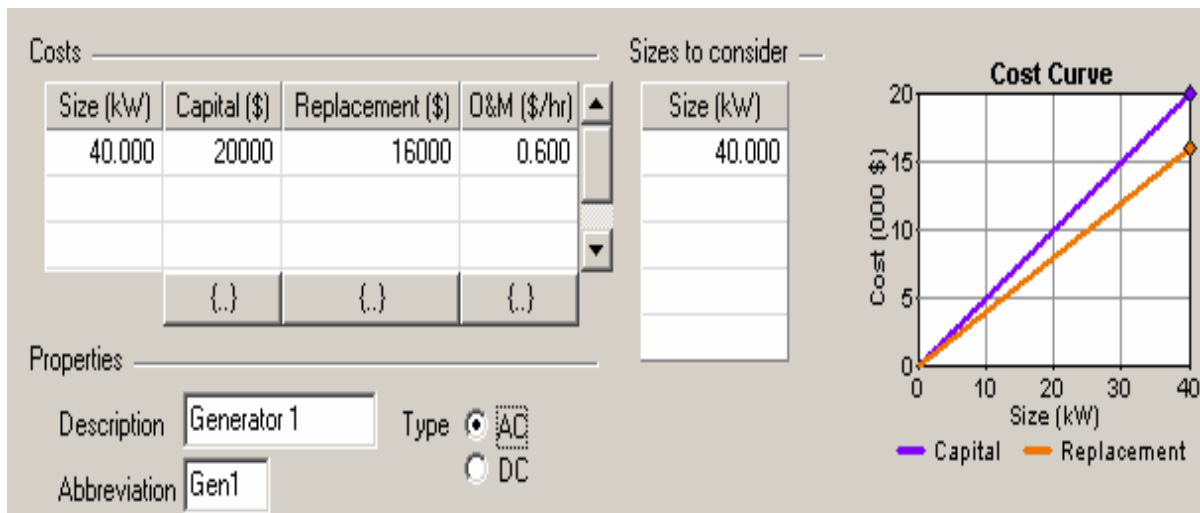 Costs
Size (kW) Capital ($) Replacement ($) O&M ($/hr)
40.000 20000 16000 0.600
{..} {..} {..}
Sizes to consider
Size (kW)
40.000
Cost Curve
Cost (000 $)
20
15
10
5
0
0 10 20 30 40
Size (kW)
Capital Replacement
Properties
Description Generator 1 Type AC
DC
Abbreviation Gen1